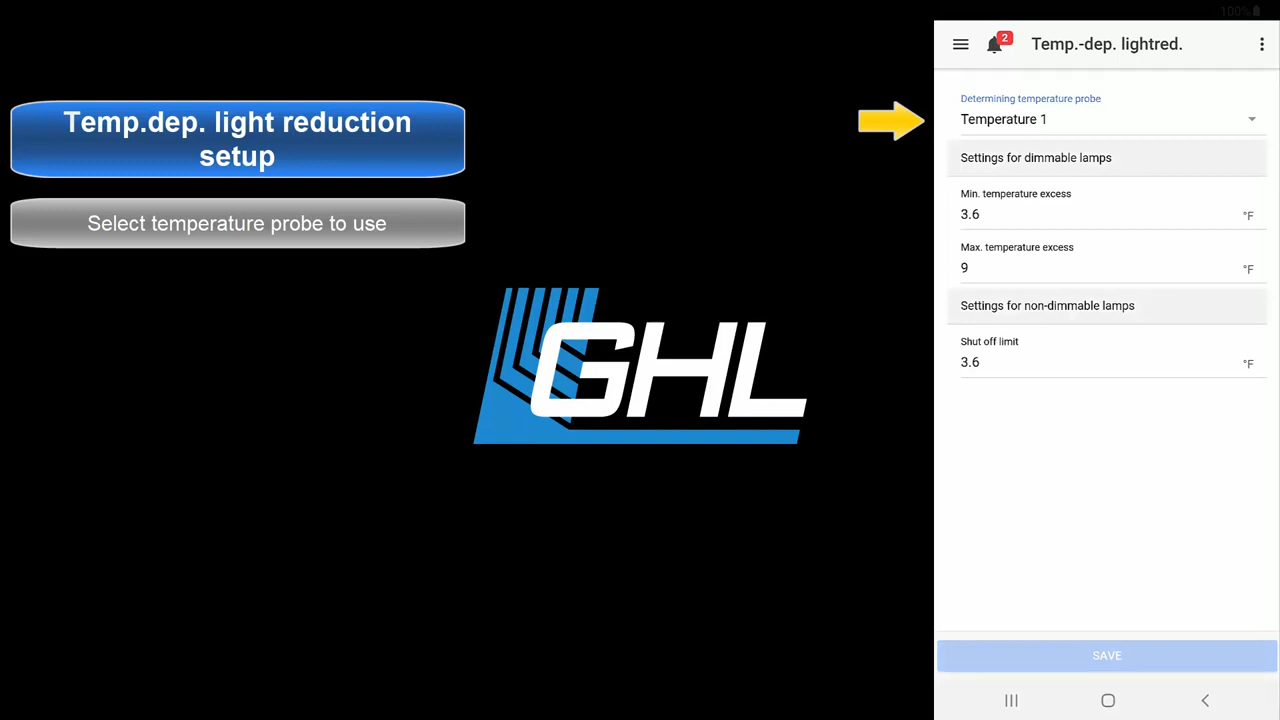 Temp.dep. light reduction
setup
Select temperature probe to use
GHL
100%
2
Temp.-dep. lightred.
Determining temperature probe
Temperature 1
Settings for dimmable lamps
Min. temperature excess
3.6 °F
Max. temperature excess
9 °F
Settings for non-dimmable lamps
Shut off limit
3.6 °F
SAVE